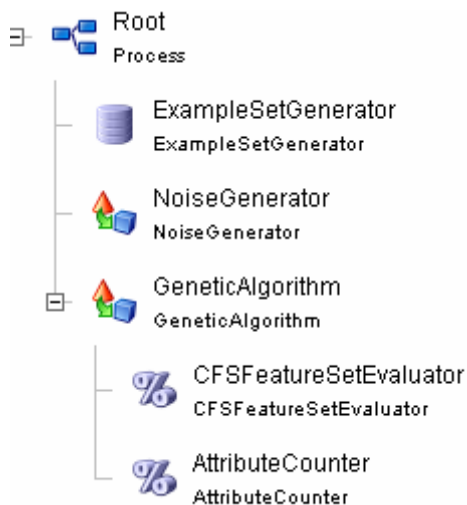 Root
Process
ExampleSetGenerator
ExampleSetGenerator
NoiseGenerator
NoiseGenerator
GeneticAlgorithm
GeneticAlgorithm
CFSFeatureSetEvaluator
CFSFeatureSetEvaluator
AttributeCounter
AttributeCounter